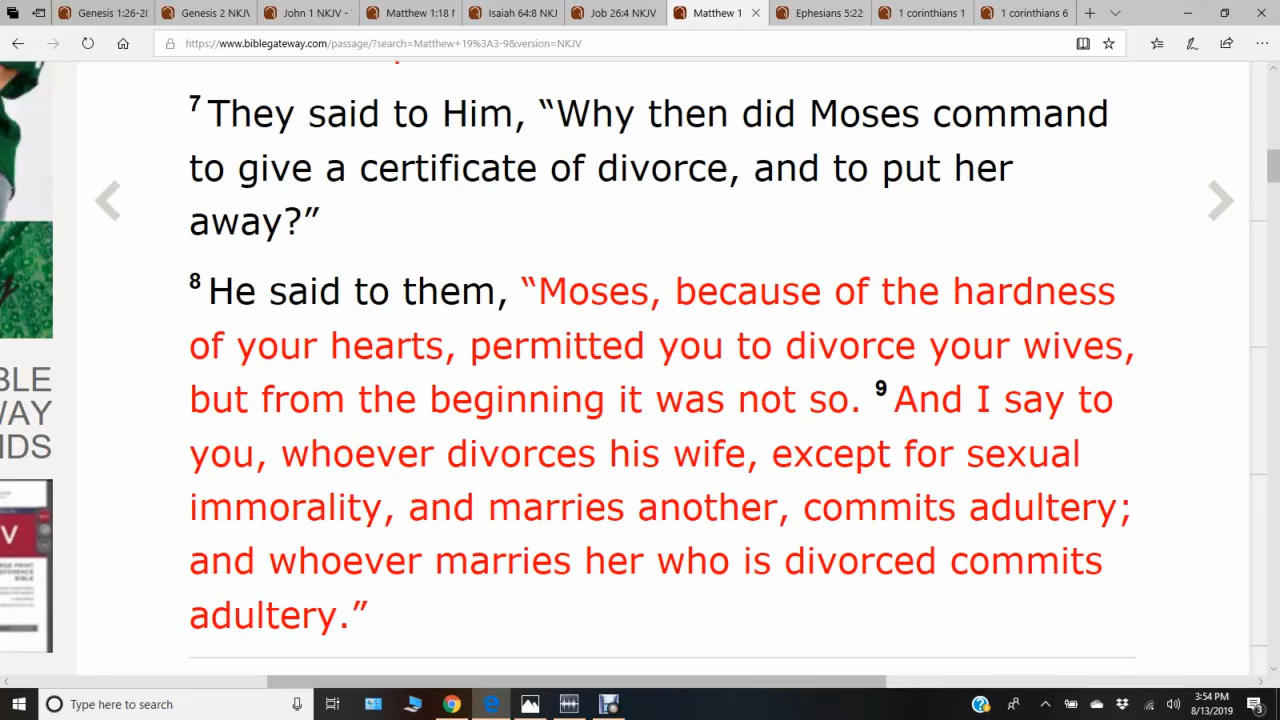 Genesis 1:26-2
Genesis 2 NKJV
John 1 NKJV -
Matthew 1:18 N
Isaiah 64:8 NKJ
Job 26:4 NKJV
Matthew 1
Ephesians 5:22
1 corinthians 1
1 corinthians 6
https://www.biblegateway.com/passage/?search=Matthew+19%3A3-9&version=NKJV
7 They said to Him, “Why then did Moses command
to give a certificate of divorce, and to put her
away?”
8 He said to them, “Moses, because of the hardness
of your hearts, permitted you to divorce your wives,
but from the beginning it was not so. 9 And I say to
you, whoever divorces his wife, except for sexual
immorality, and marries another, commits adultery;
and whoever marries her who is divorced commits
adultery.”
BLE
WAY
NDS
V
BIBLE
Type here to search
3:54 PM
8/13/2019
3